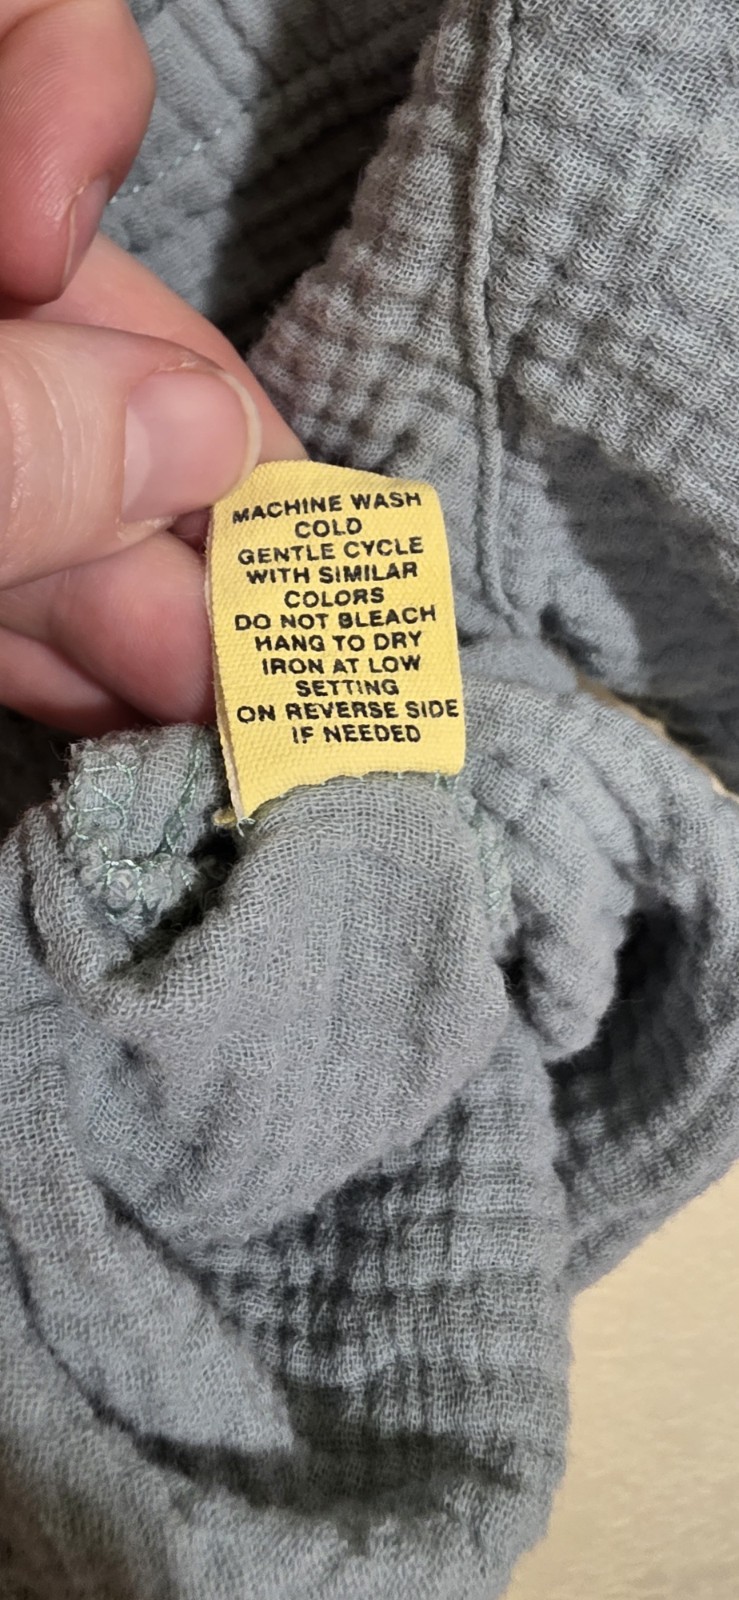 MACHINE WASH
COLD
GENTLE CYCLE
WITH SIMILAR
COLORS
DO NOT BLEACH
HANG TO DRY
IRON AT LOW
SETTING
ON REVERSE SIDE
IF NEEDED